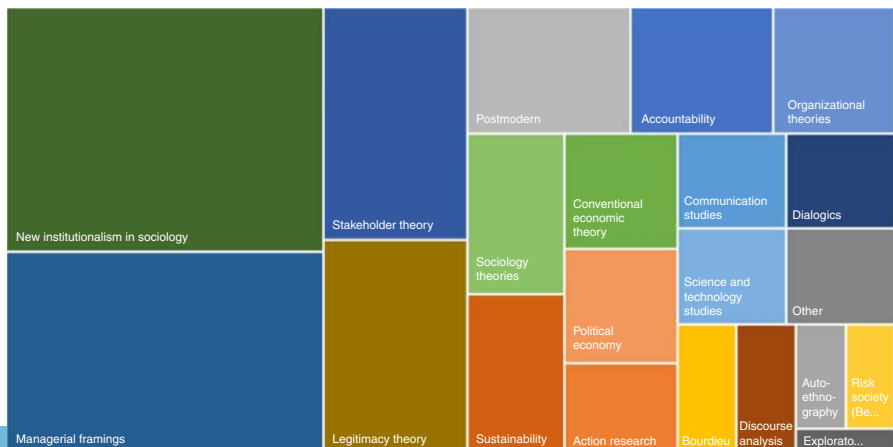 Postmodern
Accountability
Organizational
theories
New institutionalism in sociology
Stakeholder theory
Sociology
theories
Conventional
economic
theory
Communication
studies
Dialogics
Political
economy
Science and
technology
studies
Other
Managerial framings
Legitimacy theory
Sustainability
Action research
Bourdieu
Discourse
analysis
Auto-
ethno-
graphy
Risk
society
(Be...
Explorato...